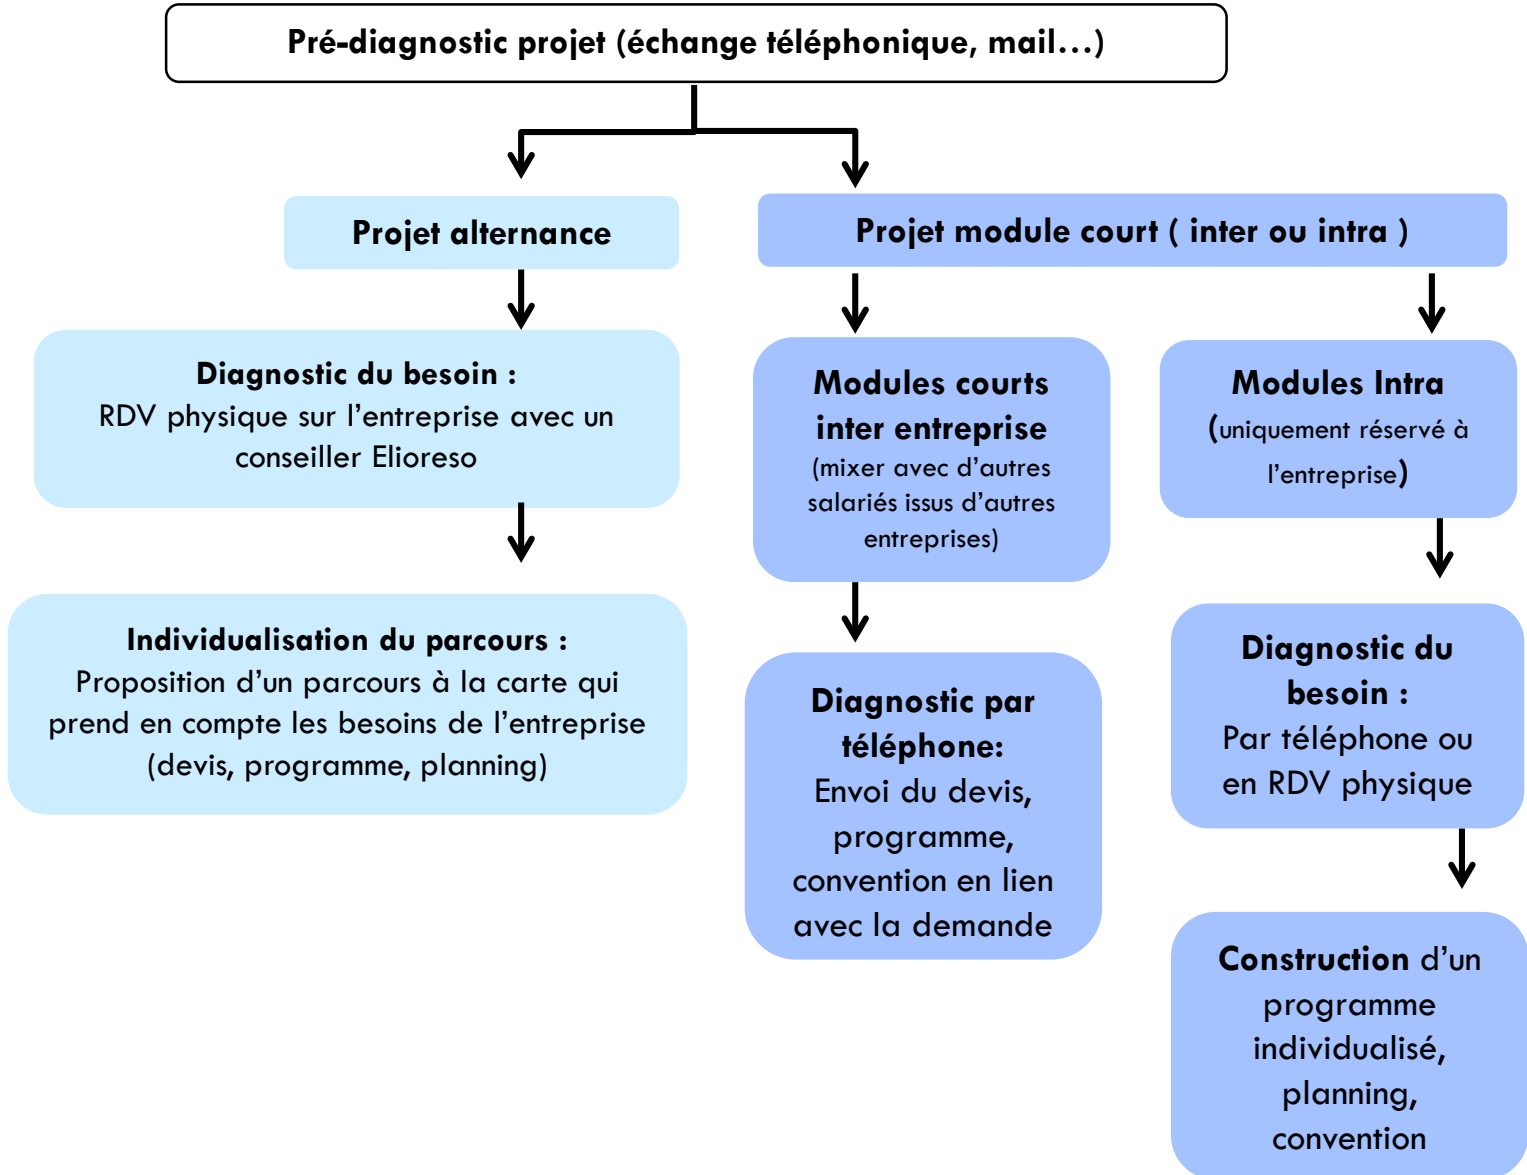 Pré-diagnostic projet (échange téléphonique, mail…)
Projet alternance
Projet module court ( inter ou intra )
Diagnostic du besoin :
RDV physique sur l’entreprise avec un
conseiller Elioreso
Individualisation du parcours :
Proposition d’un parcours à la carte qui
prend en compte les besoins de l’entreprise
(devis, programme, planning)
Modules courts
inter entreprise
(mixer avec d’autres
salariés issus d’autres
entreprises)
Diagnostic par
téléphone:
Envoi du devis,
programme,
convention en lien
avec la demande
Modules Intra
(uniquement réservé à
l’entreprise)
Diagnostic du
besoin :
Par téléphone ou
en RDV physique
Construction d’un
programme
individualisé,
planning,
convention